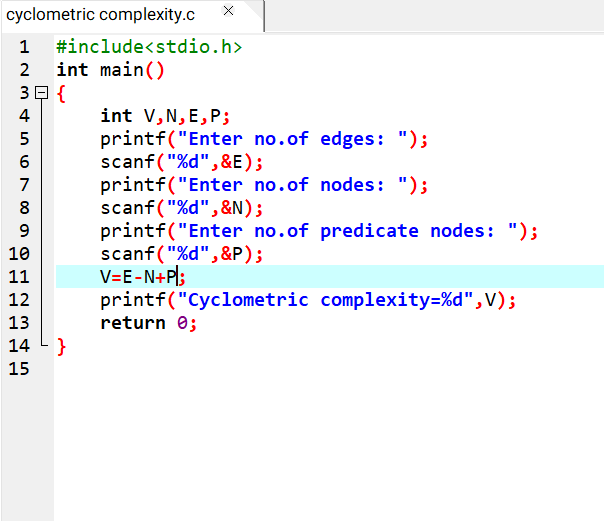 cyclometric complexity.c
1 #include<stdio.h>
2 int main()
3 {
4 int V,N,E,P;
5 printf("Enter no.of edges: ");
6 scanf("%d",&E);
7 printf("Enter no.of nodes: ");
8 scanf("%d",&N);
9 printf("Enter no.of predicate nodes: ");
10 scanf("%d",&P);
11 V=E-N+P;
12 printf("Cyclometric complexity=%d",V);
13 return 0;
14 }
15